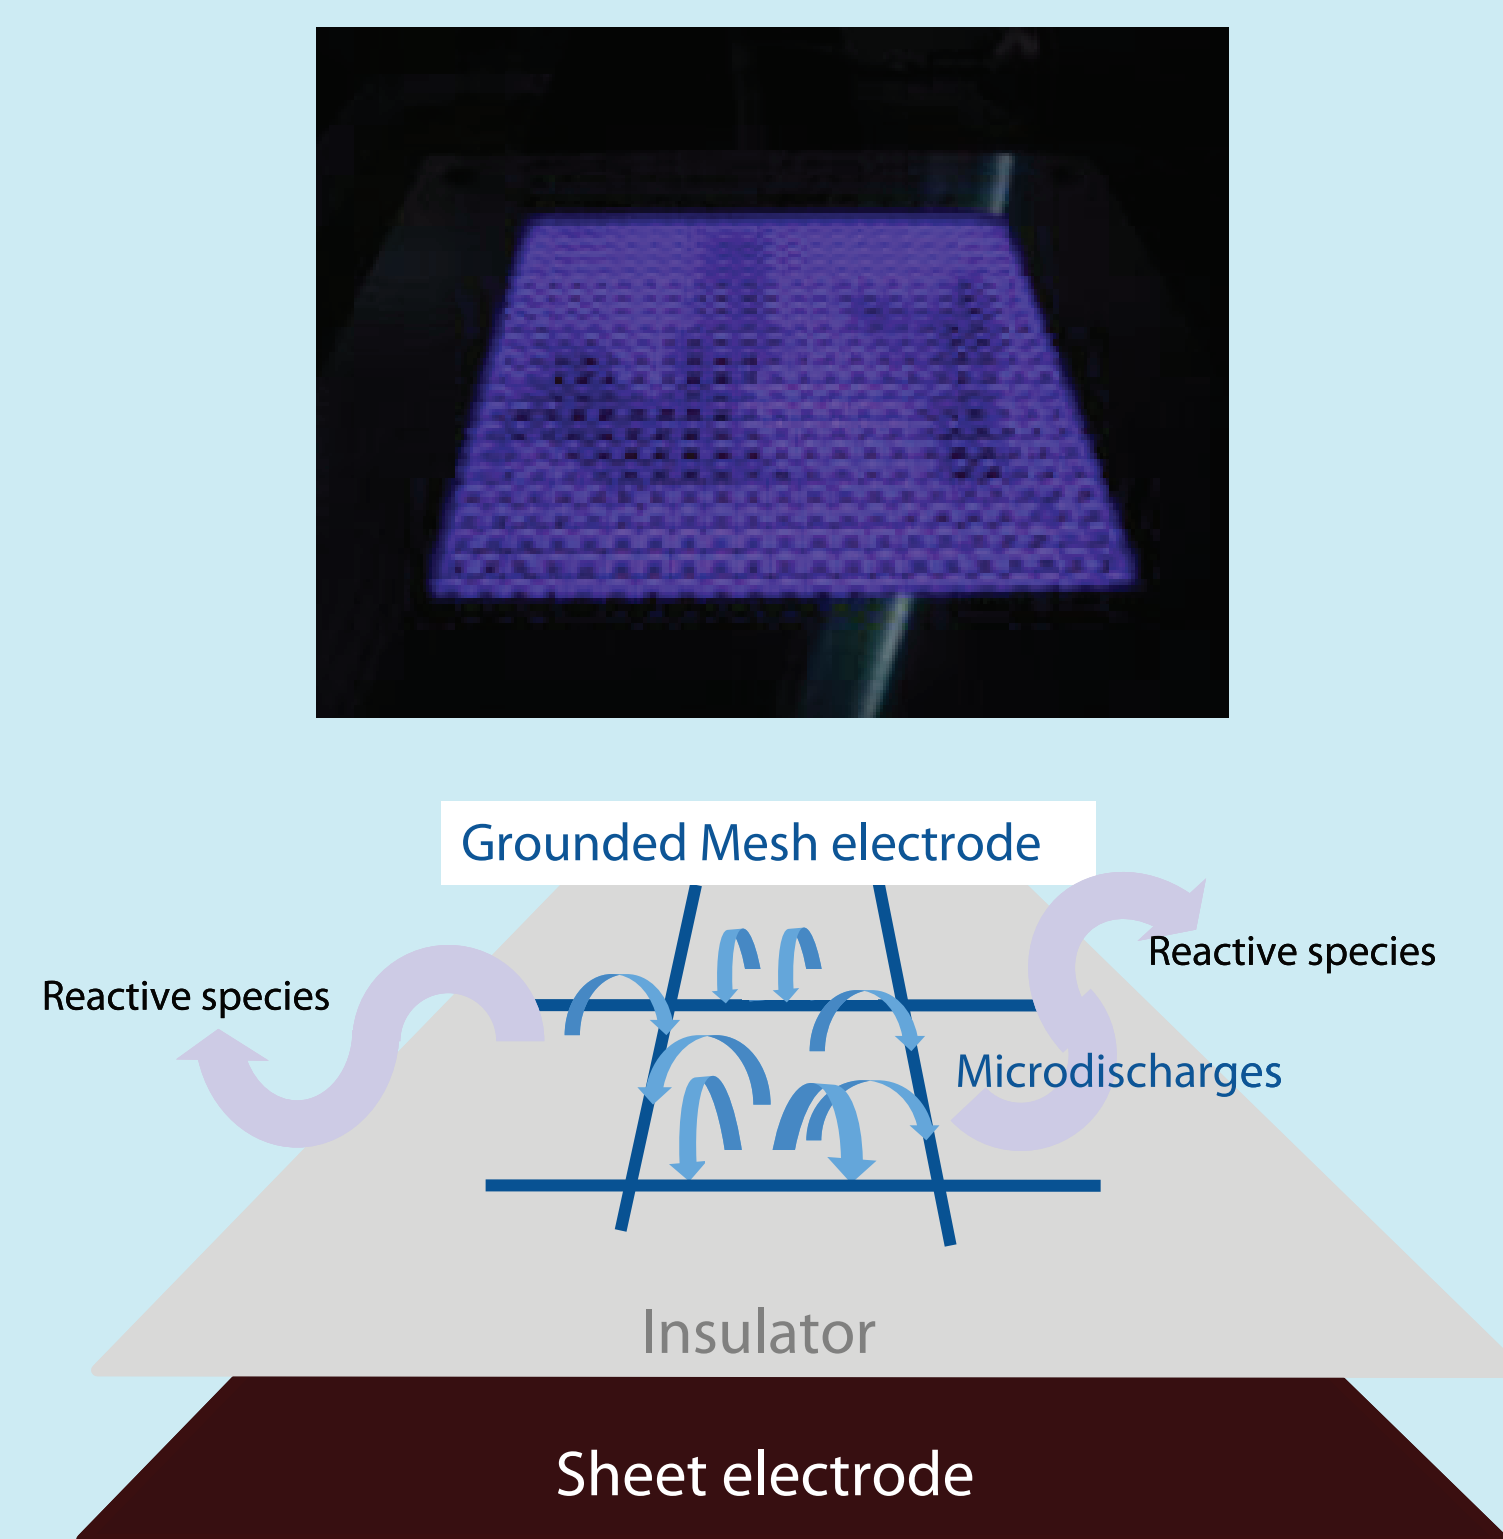 Grounded Mesh electrode
Reactive species
Reactive species
Microdischarges
Insulator
Sheet electrode